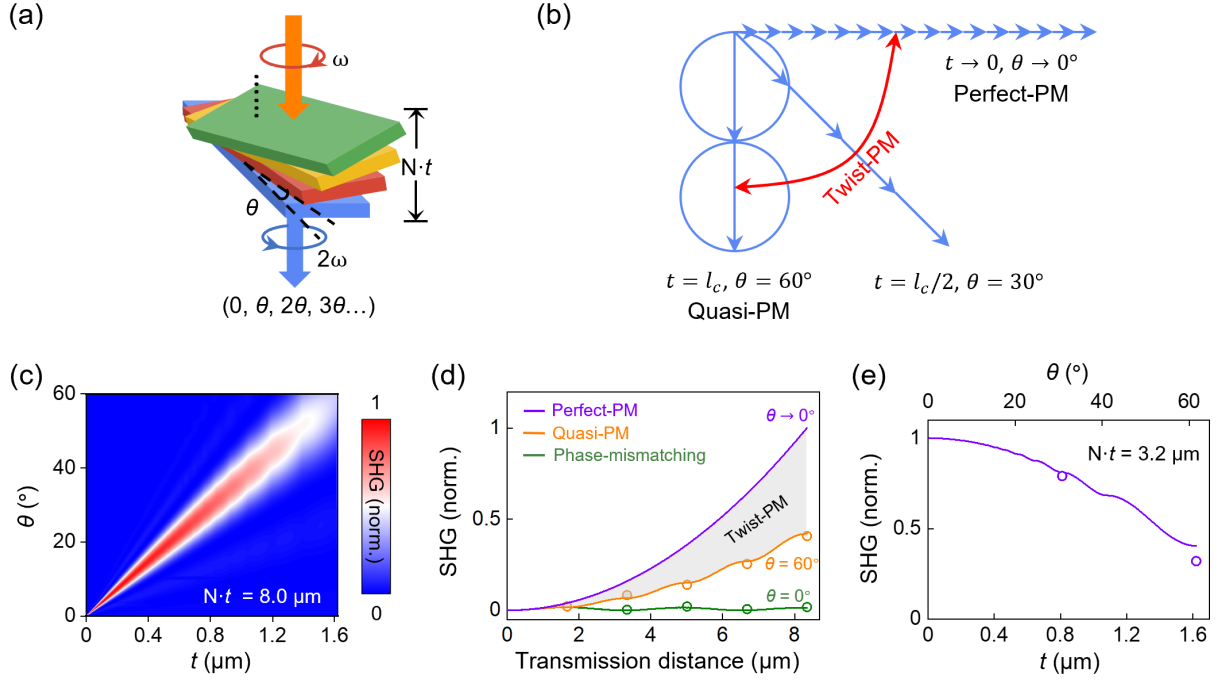 (a)
ω
N·t
θ
2ω
(0, θ, 2θ, 3θ...)
(b)
t → 0, θ → 0°
Perfect-PM
Twist-PM
t = l_c, θ = 60°
Quasi-PM
t = l_c/2, θ = 30°
(c)
60
40
20
0
θ (°)
N·t = 8.0 μm
0
0.4
0.8
1.2
1.6
t (μm)
1
SHG (norm.)
0
(d)
Perfect-PM
Quasi-PM
Phase-mismatching
θ → 0°
Twist-PM
θ = 60°
θ = 0°
1
0.5
0
SHG (norm.)
0
2
4
6
8
Transmission distance (μm)
(e)
θ (°)
0
20
40
60
N·t = 3.2 μm
1
0.5
0
SHG (norm.)
0
0.4
0.8
1.2
1.6
t (μm)